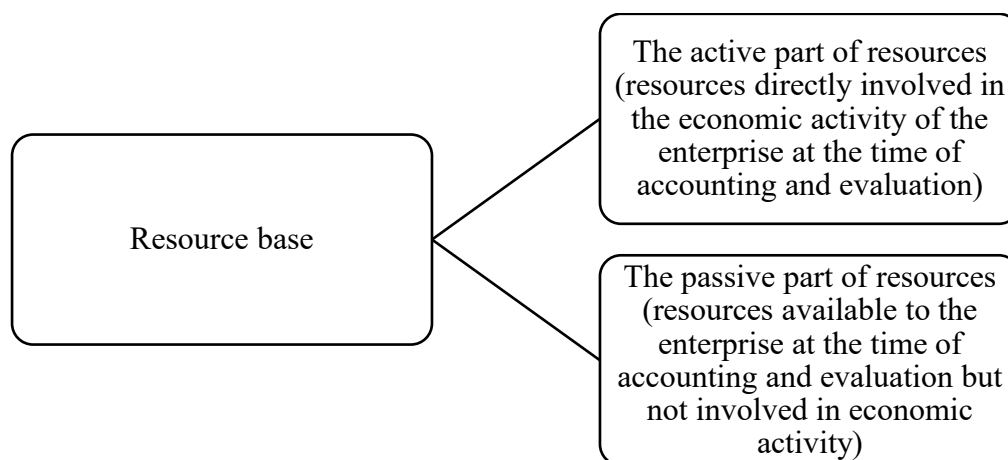 Resource base
The active part of resources
(resources directly involved in
the economic activity of the
enterprise at the time of
accounting and evaluation)
The passive part of resources
(resources available to the
enterprise at the time of
accounting and evaluation but
not involved in economic
activity)